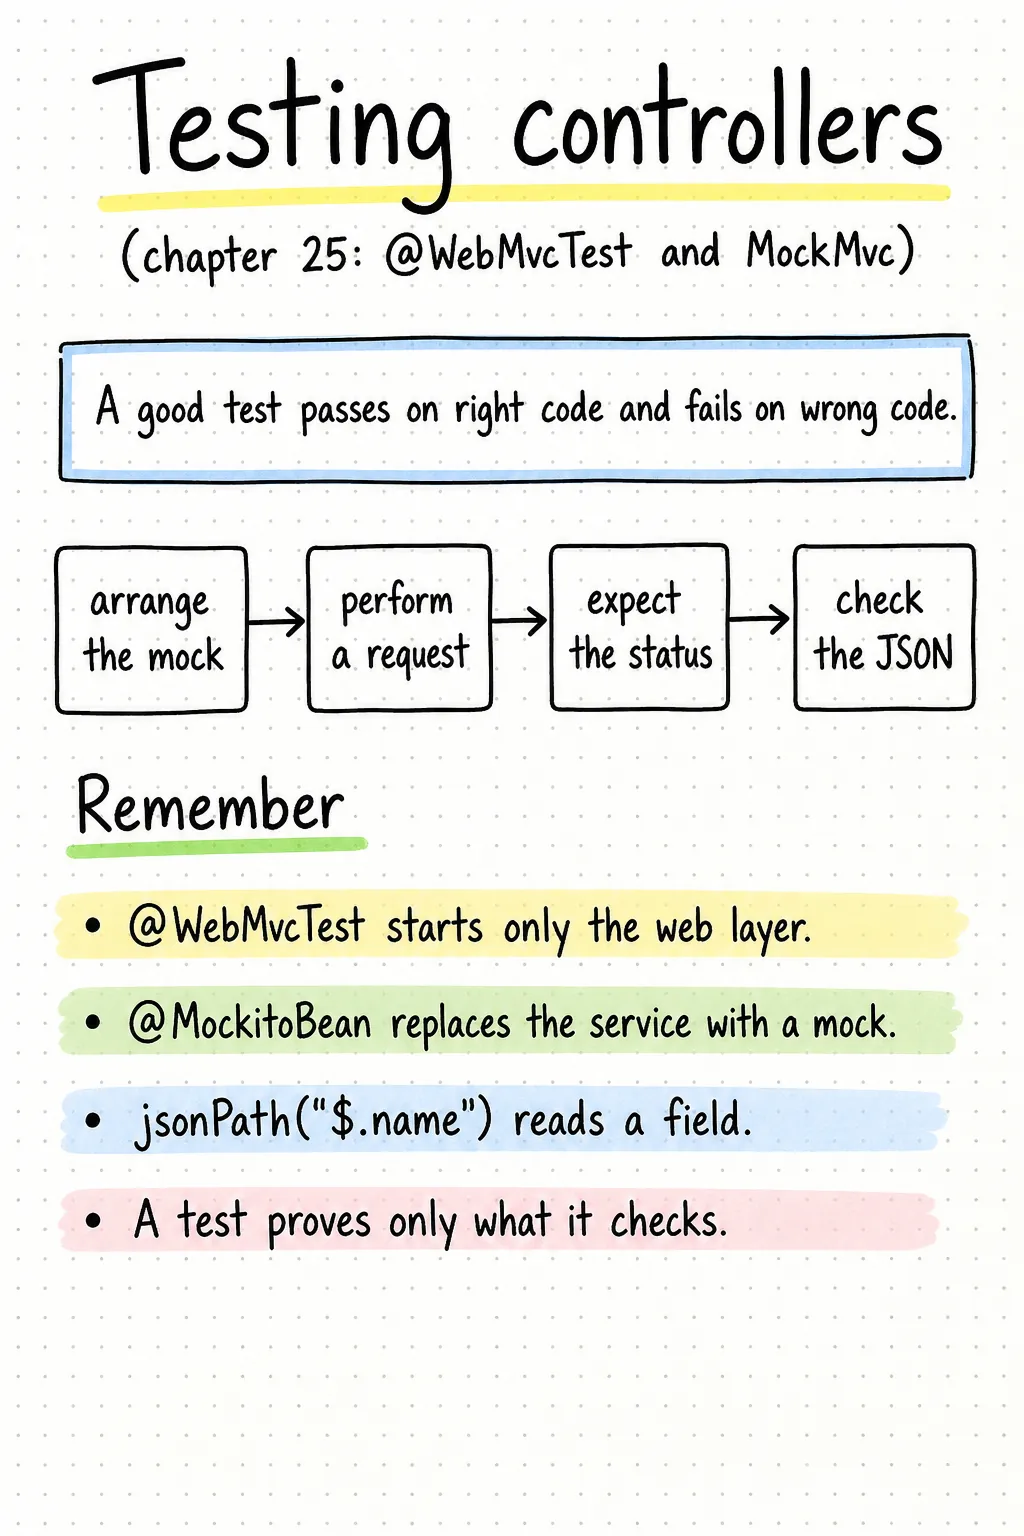 Testing controllers
(chapter 25: @WebMvcTest and MockMvc)
A good test passes on right code and fails on wrong code.
arrange
the mock
perform
a request
expect
the status
check
the JSON
Remember
• @WebMvcTest starts only the web layer.
• @MockitoBean replaces the service with a mock.
• jsonPath("$.name") reads a field.
• A test proves only what it checks.